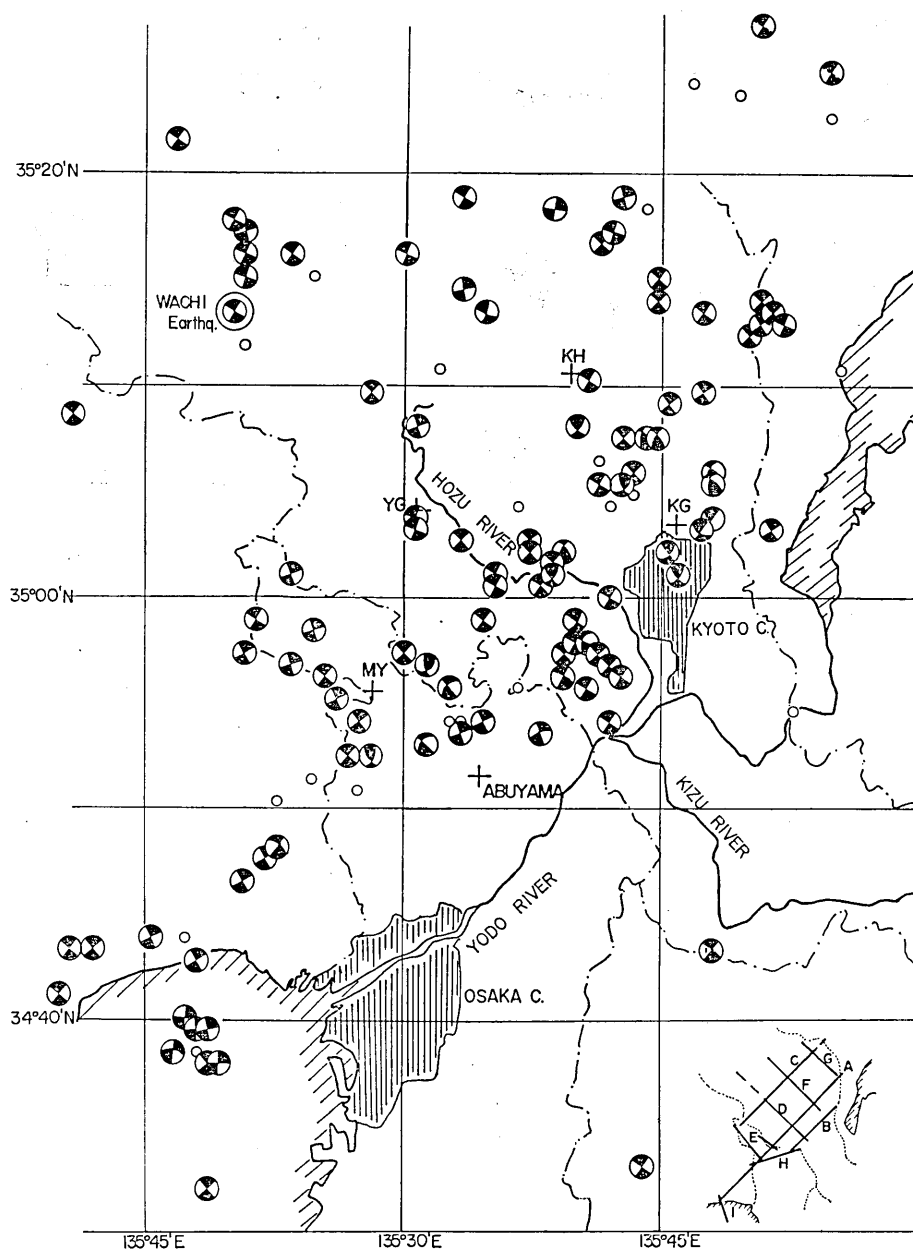 35°20'N
WACHI
Earthq.
KH
YG
HOZU RIVER
KG
35°00'N
KYOTO C.
MY
ABUYAMA
KIZU RIVER
YODO RIVER
OSAKA C.
34°40'N
C
G
A
F
D
B
E
H
I
135°45'E
135°30'E
135°45'E